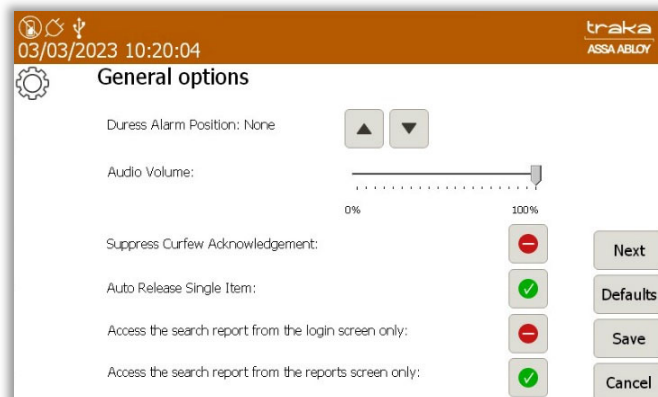 traka
03/03/2023 10:20:04
ASSA ABLOY
General options
Duress Alarm Position: None
Audio Volume:
0%
100%
Suppress Curfew Acknowledgement:
Next
Auto Release Single Item:
Defaults
Access the search report from the login screen only:
Save
Access the search report from the reports screen only:
Cancel